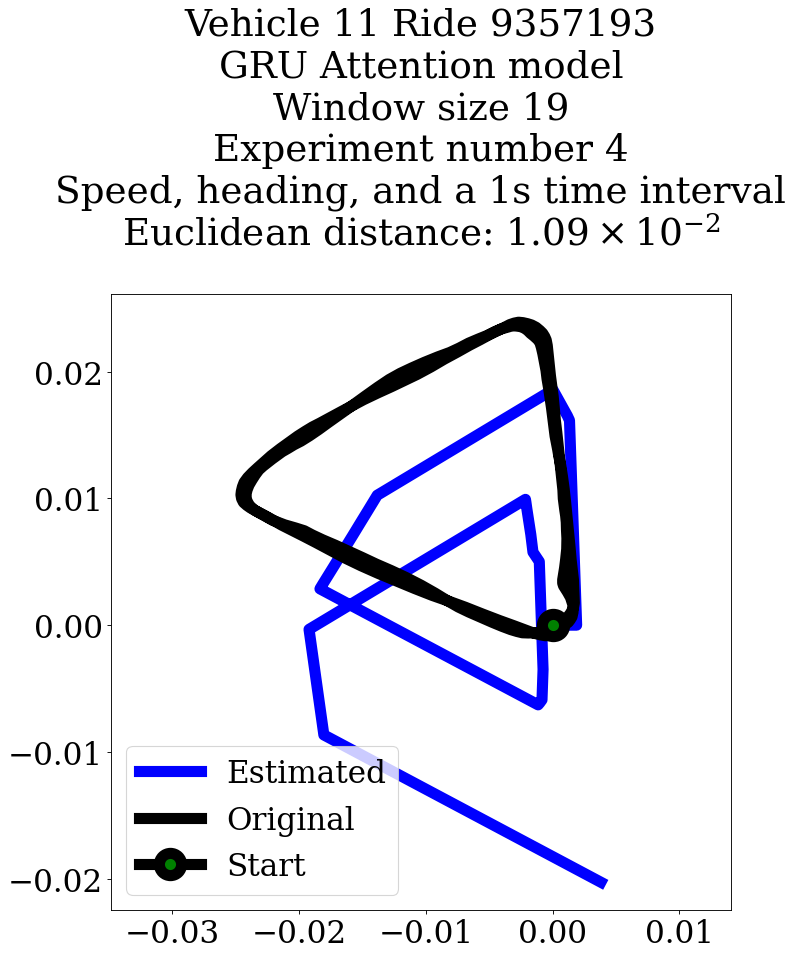 Vehicle 11 Ride 9357193
GRU Attention model
Window size 19
Experiment number 4
Speed, heading, and a 1s time interval
Euclidean distance: 1.09 × 10⁻²
0.02
0.01
0.00
−0.01
−0.02
Estimated
Original
Start
−0.03 −0.02 −0.01 0.00 0.01